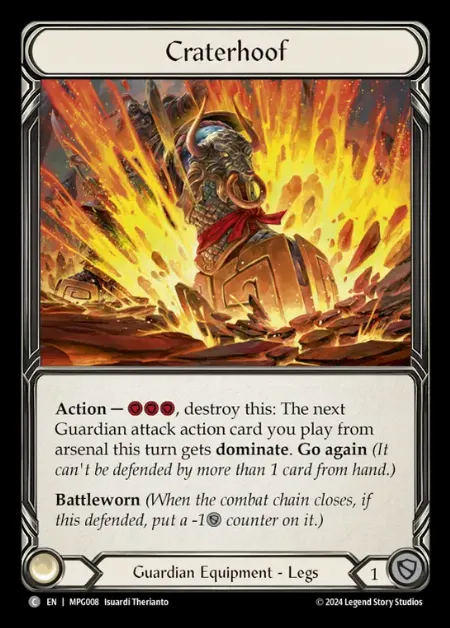 Craterhoof
Action — , destroy this: The next
Guardian attack action card you play from
arsenal this turn gets dominate. Go again (It
can't be defended by more than 1 card from hand.)
Battleworn (When the combat chain closes, if
this defended, put a -1 counter on it.)
Guardian Equipment - Legs
1
C EN | MPG008 Isuardi Therianto
© 2024 Legend Story Studios